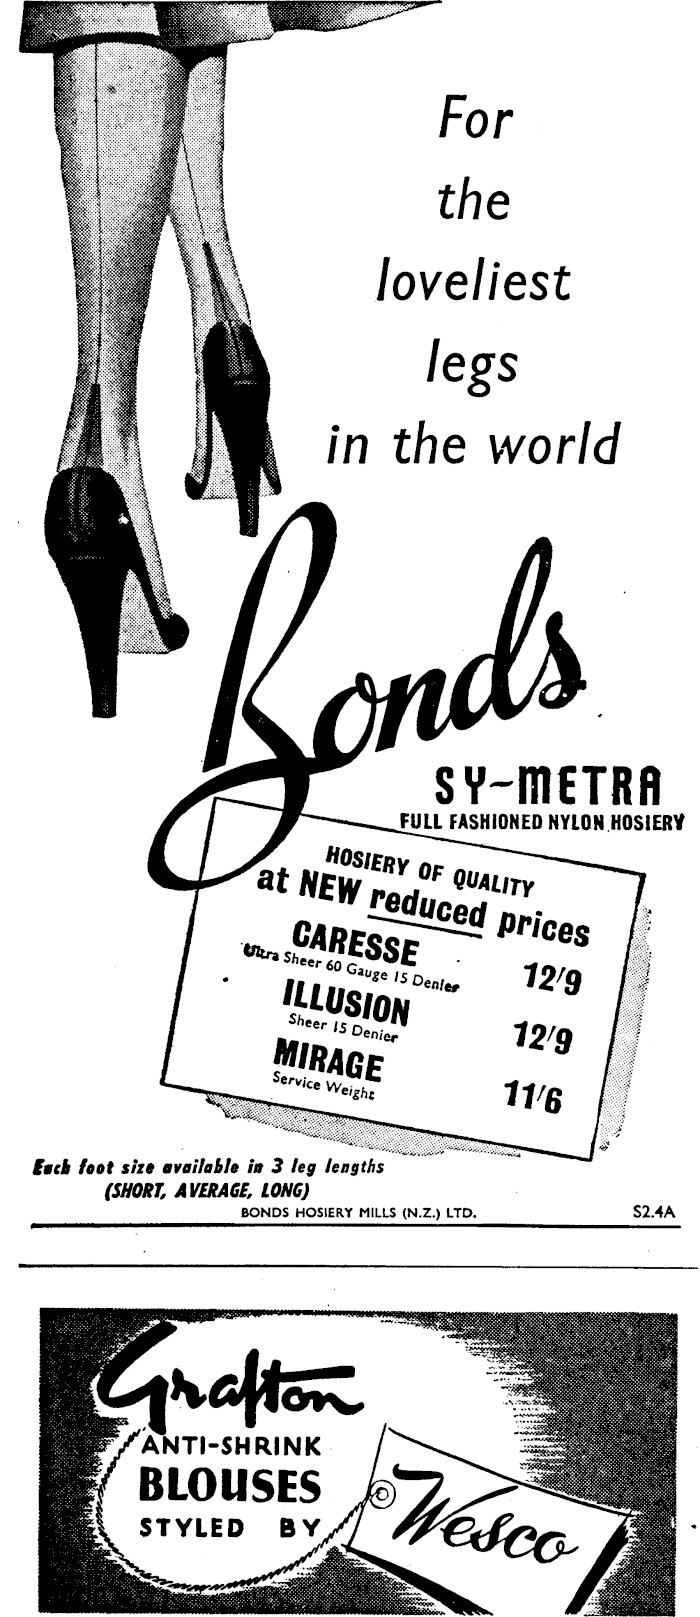 For
the
loveliest
legs
in the world
Bonds
SY-METRA
FULL FASHIONED NYLON HOSIERY
HOSIERY OF QUALITY
at NEW reduced prices
CARESSE
Ultra Sheer 60 Gauge 15 Denier
12/9
ILLUSION
Sheer 15 Denier
12/9
MIRAGE
Service Weight
11/6
Each foot size available in 3 leg lengths
(SHORT, AVERAGE, LONG)
BONDS HOSIERY MILLS (N.Z.) LTD. S2.4A
Grafton
ANTI-SHRINK
BLOUSES
STYLED BY
Wesco